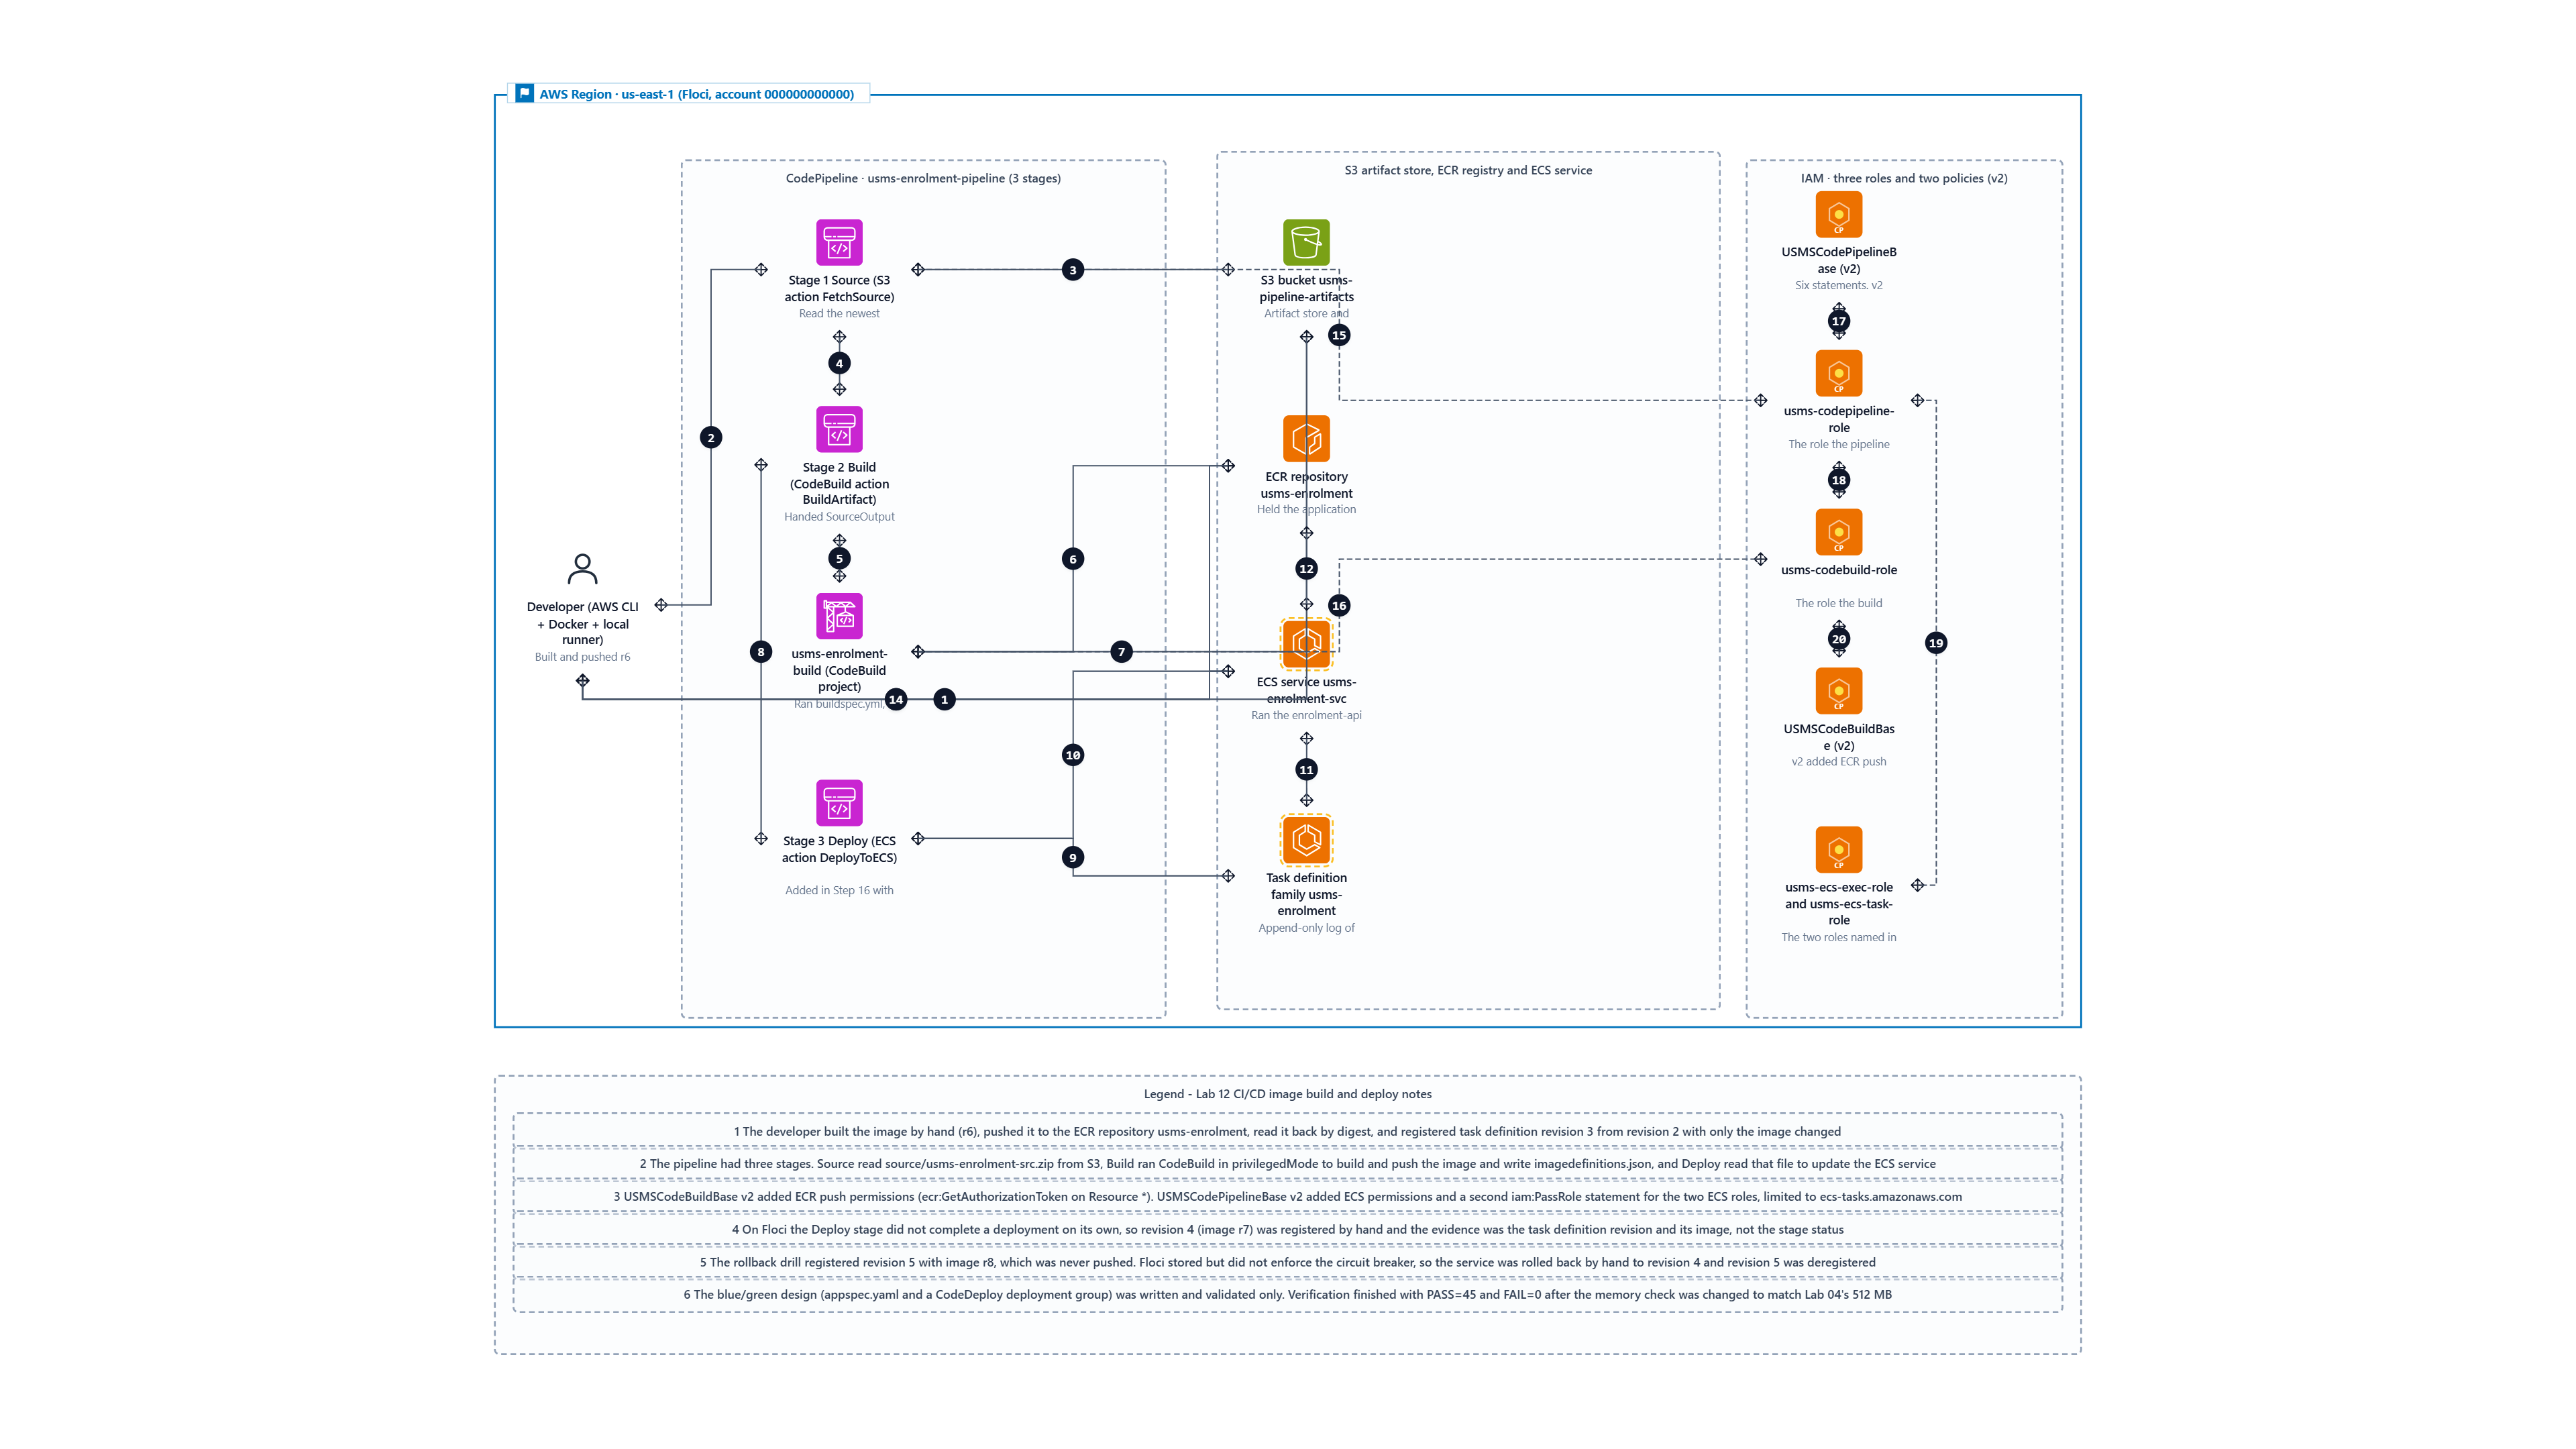 AWS Region · us-east-1 (Floci, account 000000000000)
CodePipeline · usms-enrolment-pipeline (3 stages)
Stage 1 Source (S3
action FetchSource)
Read the newest
4
Stage 2 Build
(CodeBuild action
BuildArtifact)
Handed SourceOutput
5
usms-enrolment-
build (CodeBuild
project)
Ran buildspec.yml,
Stage 3 Deploy (ECS
action DeployToECS)
Added in Step 16 with
2
8
Developer (AWS CLI
+ Docker + local
runner)
Built and pushed r6
14
1
3
6
7
10
9
S3 artifact store, ECR registry and ECS service
S3 bucket usms-
pipeline-artifacts
Artifact store and
15
ECR repository
usms-enrolment
Held the application
12
16
ECS service usms-
enrolment-svc
Ran the enrolment-api
11
Task definition
family usms-
enrolment
Append-only log of
IAM · three roles and two policies (v2)
CP
USMSCodePipelineB
ase (v2)
Six statements. v2
17
CP
usms-codepipeline-
role
The role the pipeline
18
CP
usms-codebuild-role
The role the build
20
19
CP
USMSCodeBuildBas
e (v2)
v2 added ECR push
CP
usms-ecs-exec-role
and usms-ecs-task-
role
The two roles named in
Legend - Lab 12 CI/CD image build and deploy notes
1 The developer built the image by hand (r6), pushed it to the ECR repository usms-enrolment, read it back by digest, and registered task definition revision 3 from revision 2 with only the image changed
2 The pipeline had three stages. Source read source/usms-enrolment-src.zip from S3, Build ran CodeBuild in privilegedMode to build and push the image and write imagedefinitions.json, and Deploy read that file to update the ECS service
3 USMSCodeBuildBase v2 added ECR push permissions (ecr:GetAuthorizationToken on Resource *). USMSCodePipelineBase v2 added ECS permissions and a second iam:PassRole statement for the two ECS roles, limited to ecs-tasks.amazonaws.com
4 On Floci the Deploy stage did not complete a deployment on its own, so revision 4 (image r7) was registered by hand and the evidence was the task definition revision and its image, not the stage status
5 The rollback drill registered revision 5 with image r8, which was never pushed. Floci stored but did not enforce the circuit breaker, so the service was rolled back by hand to revision 4 and revision 5 was deregistered
6 The blue/green design (appspec.yaml and a CodeDeploy deployment group) was written and validated only. Verification finished with PASS=45 and FAIL=0 after the memory check was changed to match Lab 04's 512 MB